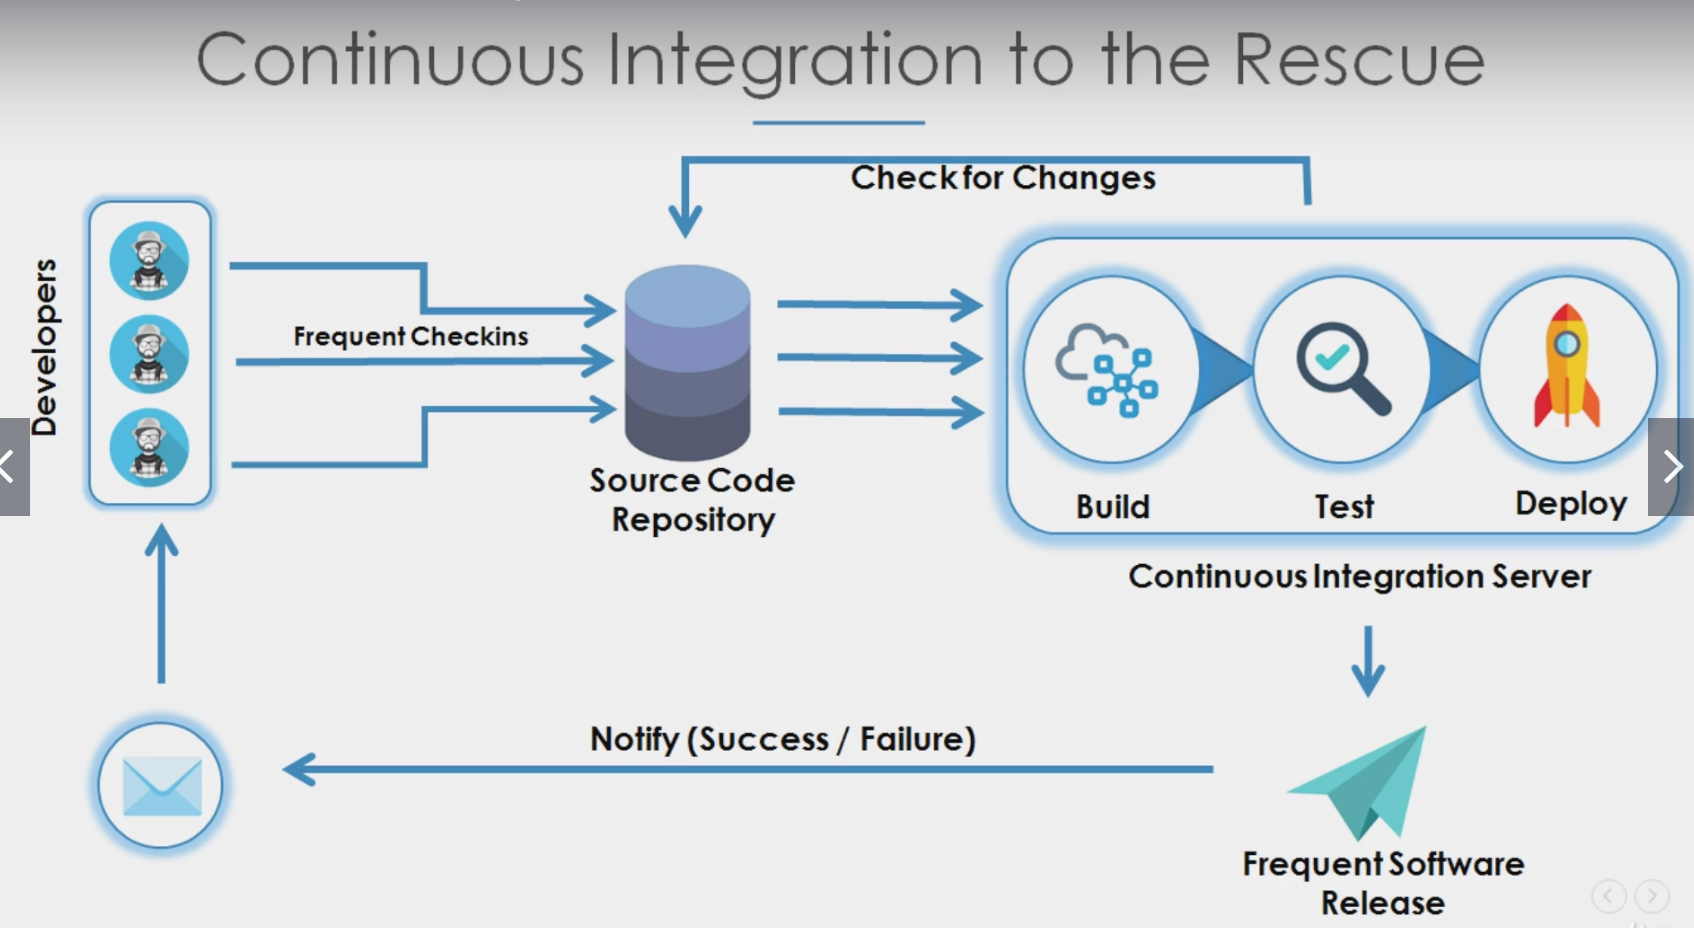 Continuous Integration to the Rescue
Check for Changes
Developers
Frequent Checkins
Source Code
Repository
Build
Test
Deploy
Continuous Integration Server
Notify (Success / Failure)
Frequent Software
Release